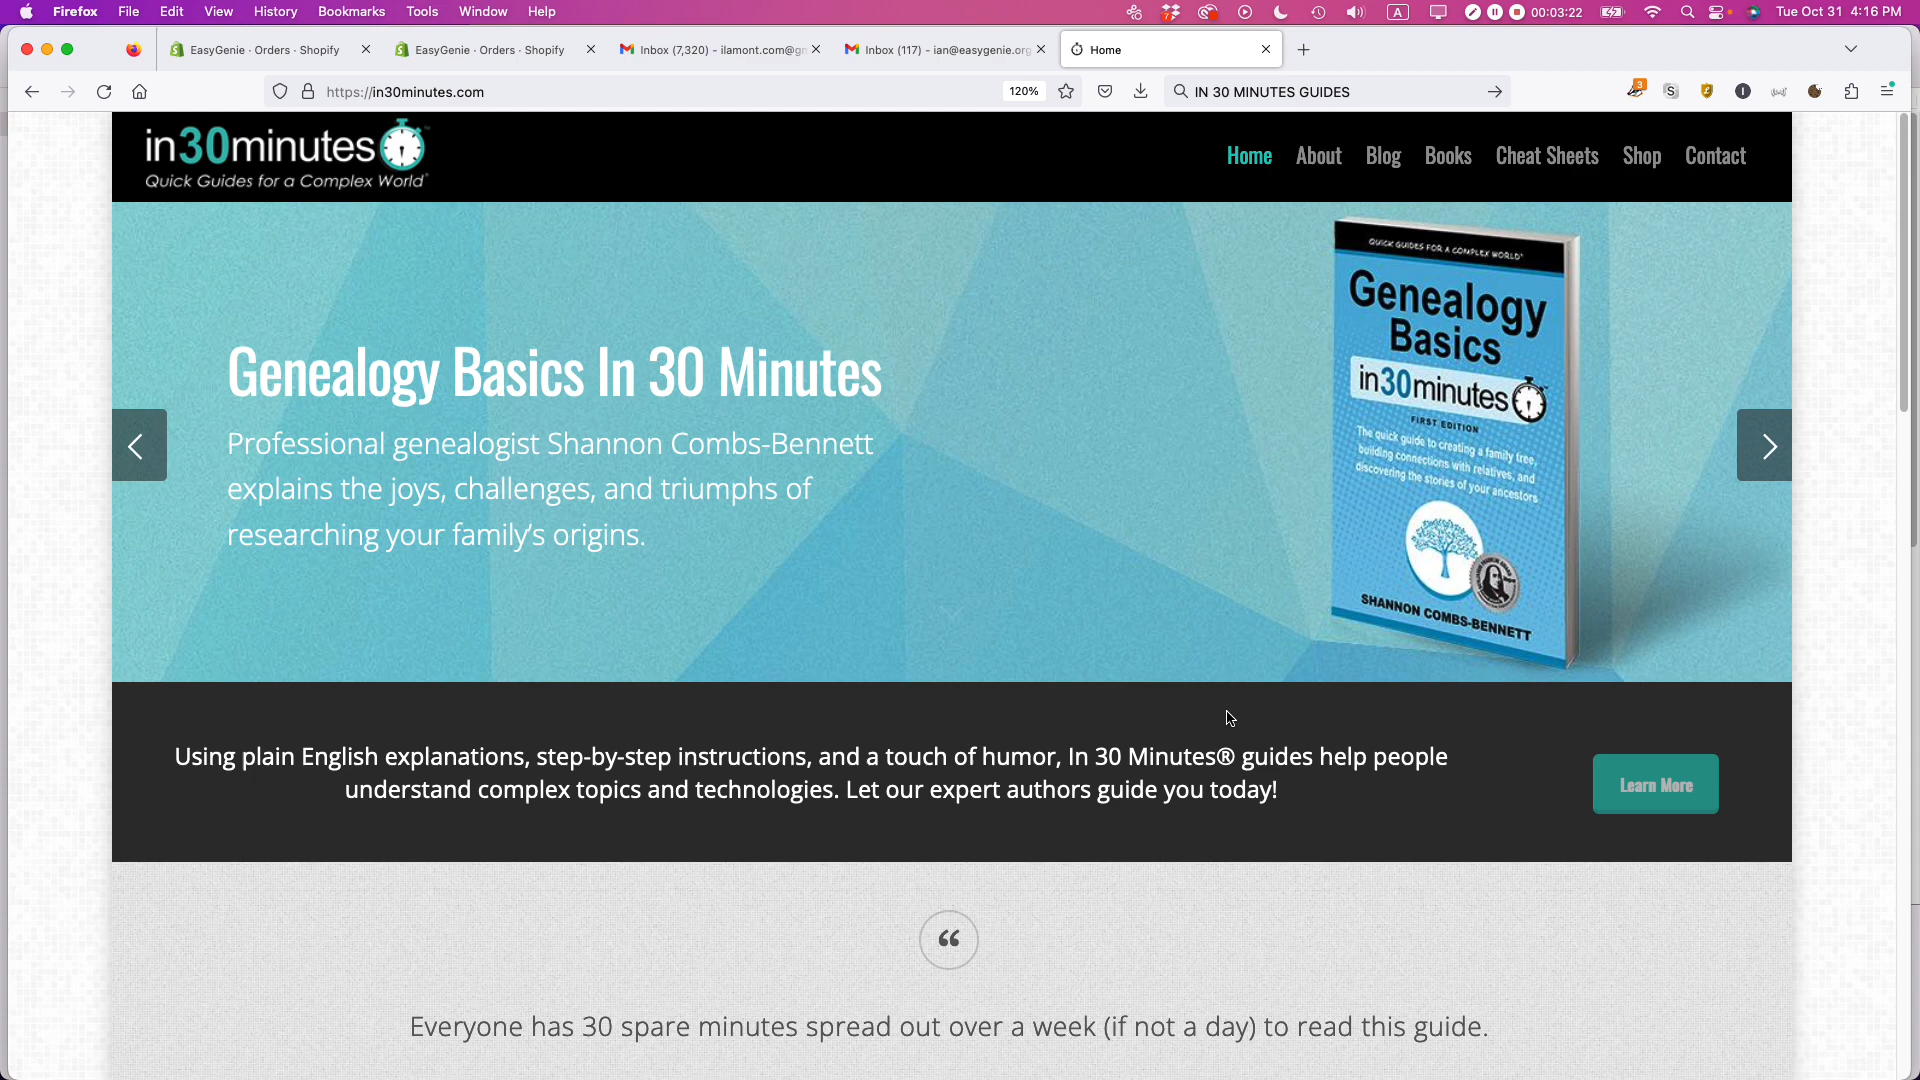 Firefox File Edit View History Bookmarks Tools Window Help
7
A
00:03:22
Tue Oct 31 4:16 PM
EasyGenie · Orders · Shopify
EasyGenie · Orders · Shopify
Inbox (7,320) - ilamont.com@gm
Inbox (117) - ian@easygenie.org
Home
https://in30minutes.com
120%
IN 30 MINUTES GUIDES
3
S
in30minutes™
Quick Guides for a Complex World®
Home About Blog Books Cheat Sheets Shop Contact
Genealogy Basics In 30 Minutes
Professional genealogist Shannon Combs-Bennett
explains the joys, challenges, and triumphs of
researching your family's origins.
QUICK GUIDES FOR A COMPLEX WORLD®
Genealogy
Basics
in30minutes™
FIRST EDITION
The quick guide to creating a family tree,
building connections with relatives, and
discovering the stories of your ancestors
SHANNON COMBS-BENNETT
Using plain English explanations, step-by-step instructions, and a touch of humor, In 30 Minutes® guides help people
understand complex topics and technologies. Let our expert authors guide you today!
Learn More
“
Everyone has 30 spare minutes spread out over a week (if not a day) to read this guide.